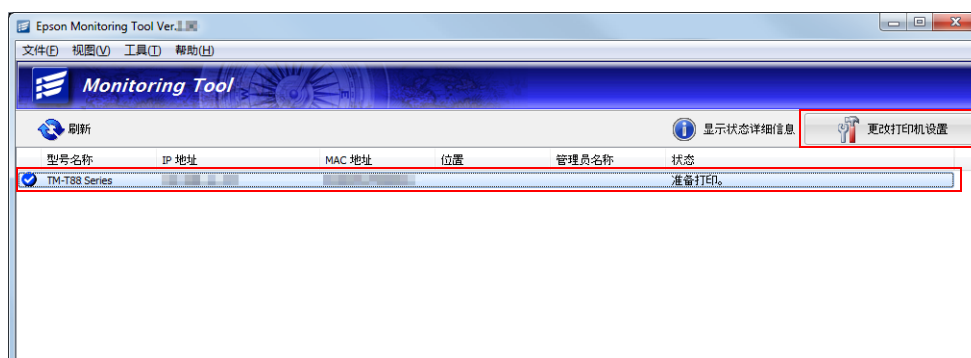 Epson Monitoring Tool Ver.
文件(F) 视图(V) 工具(T) 帮助(H)
Monitoring Tool
刷新 显示状态详细信息 更改打印机设置
型号名称 IP 地址 MAC 地址 位置 管理员名称 状态
TM-T88 Series 准备打印。